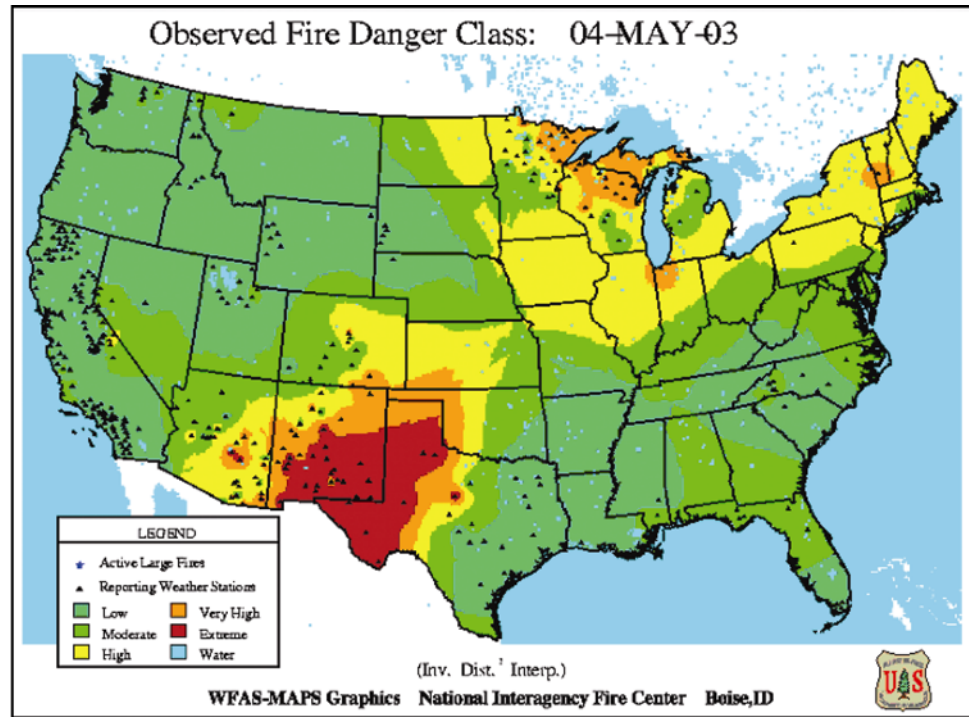 Observed Fire Danger Class: 04-MAY-03
LEGEND
Active Large Fires
Reporting Weather Stations
Low
Very High
Moderate
Extreme
High
Water
(Inv. Dist.² Interp.)
WFAS-MAPS Graphics National Interagency Fire Center Boise,ID
U S